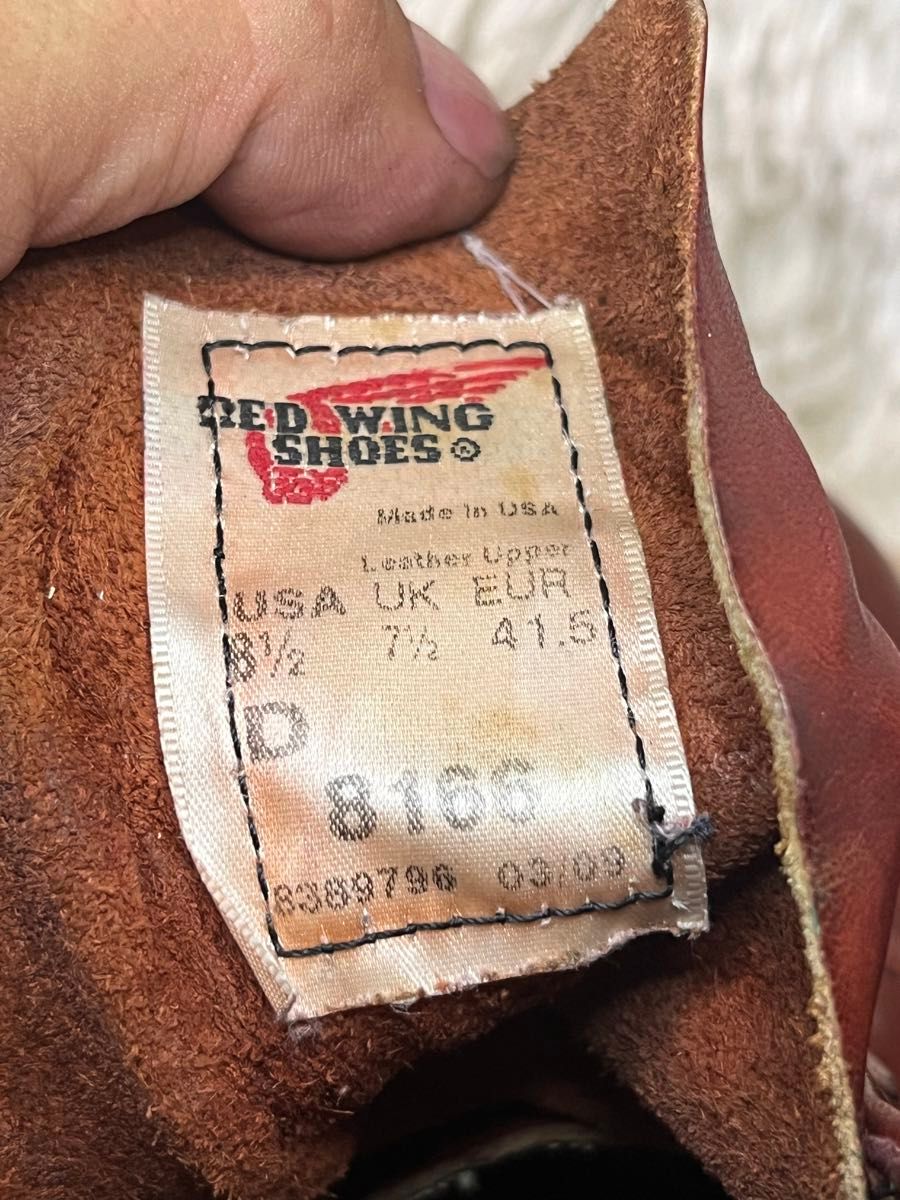 RED WING
SHOES ®
Made in USA
Leather Upper
USA UK EUR
8½ 7½ 41.5
D
8166
8389796 03/09